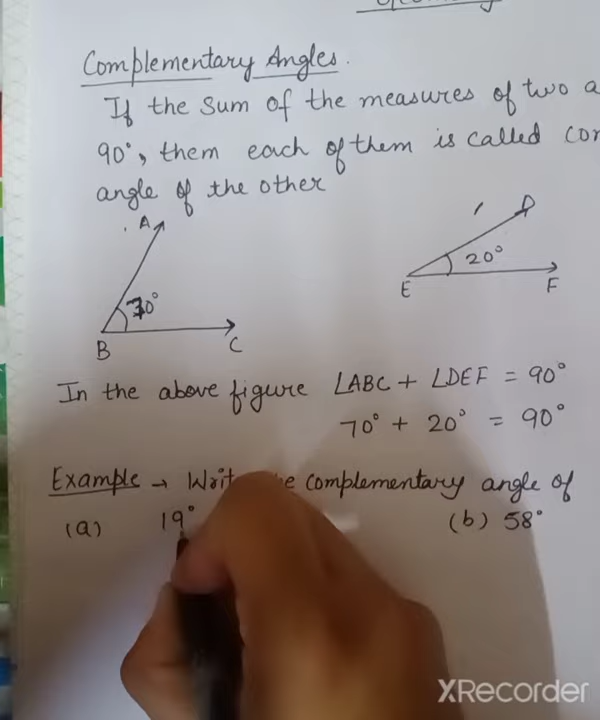 Complementary Angles.
If the sum of the measures of two
90°, them each of them is called
angle of the other
A
D
70°
20°
B
C
E
F
In the above figure ∠ABC + ∠DEF = 90°
70° + 20° = 90°
Example → complementary angle of
(a) 19° (b) 58°
XRecorder